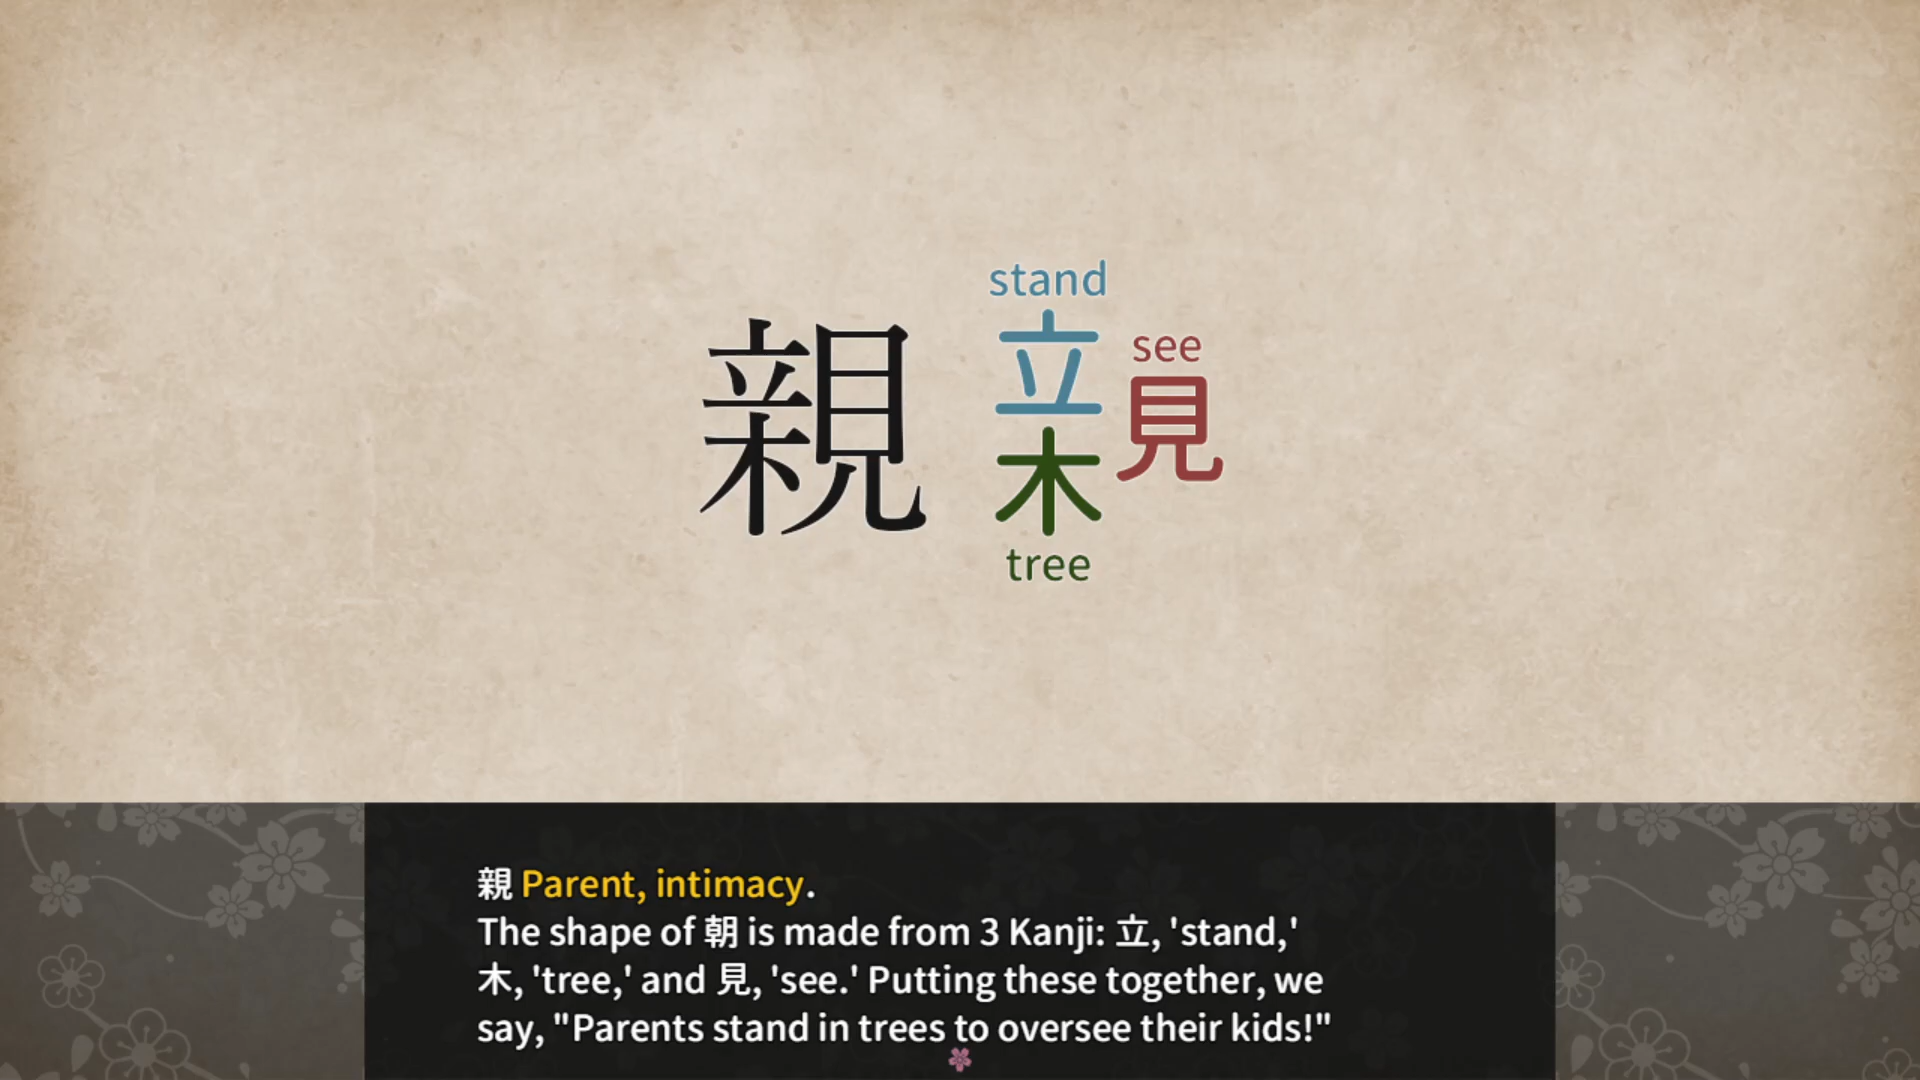 stand
親 立 見
see
木
tree
親 Parent, intimacy.
The shape of 朝 is made from 3 Kanji: 立, 'stand,'
木, 'tree,' and 見, 'see.' Putting these together, we
say, "Parents stand in trees to oversee their kids!"